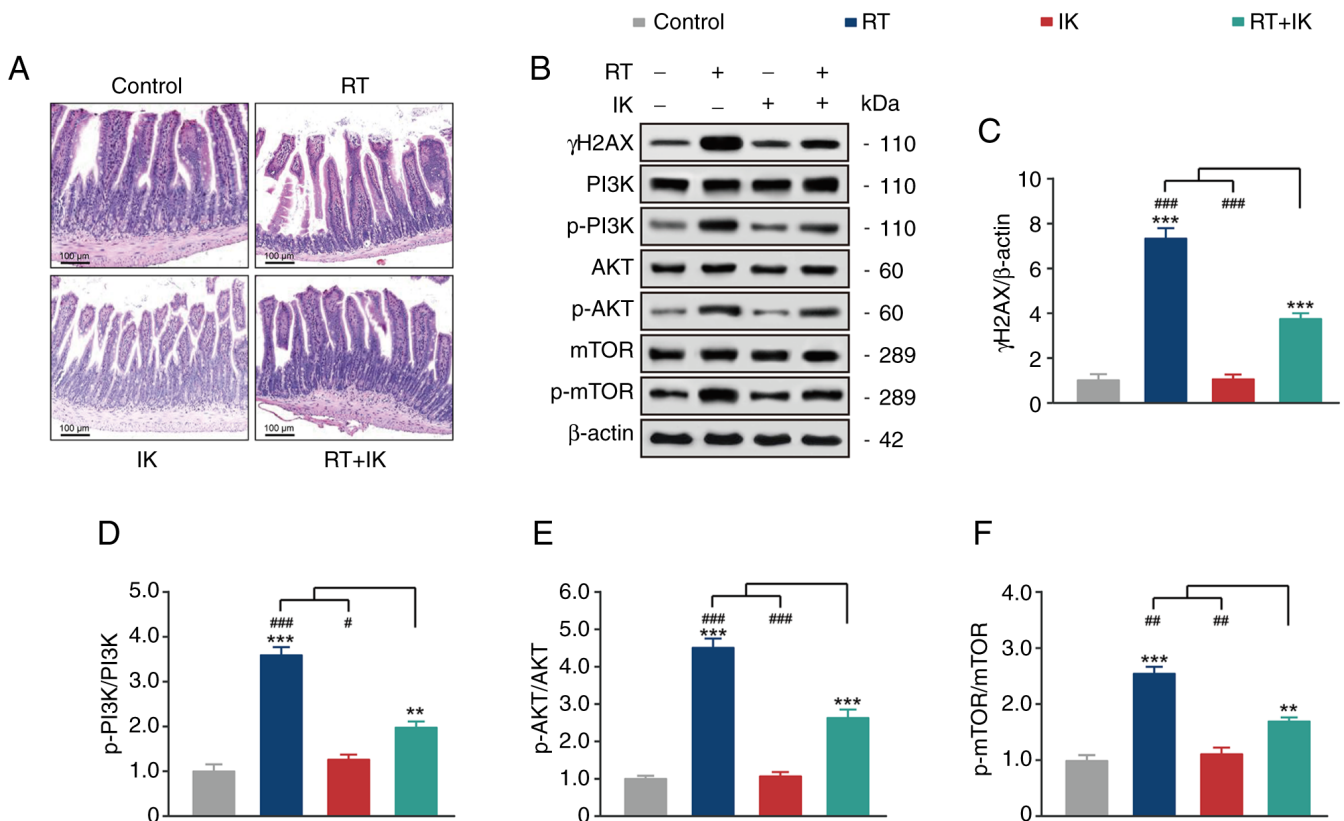 Control RT IK RT+IK
A
Control RT
100 µm 100 µm
100 µm 100 µm
IK RT+IK
B
RT – + – +
IK – – + + kDa
γH2AX - 110
PI3K - 110
p-PI3K - 110
AKT - 60
p-AKT - 60
mTOR - 289
p-mTOR - 289
β-actin - 42
C
γH2AX/β-actin
10
8
6
4
2
0
### ###
***
***
D
p-PI3K/PI3K
5.0
4.0
3.0
2.0
1.0
0
### #
***
**
E
p-AKT/AKT
6.0
5.0
4.0
3.0
2.0
1.0
0
### ###
***
***
F
p-mTOR/mTOR
4.0
3.0
2.0
1.0
0
## ##
***
**